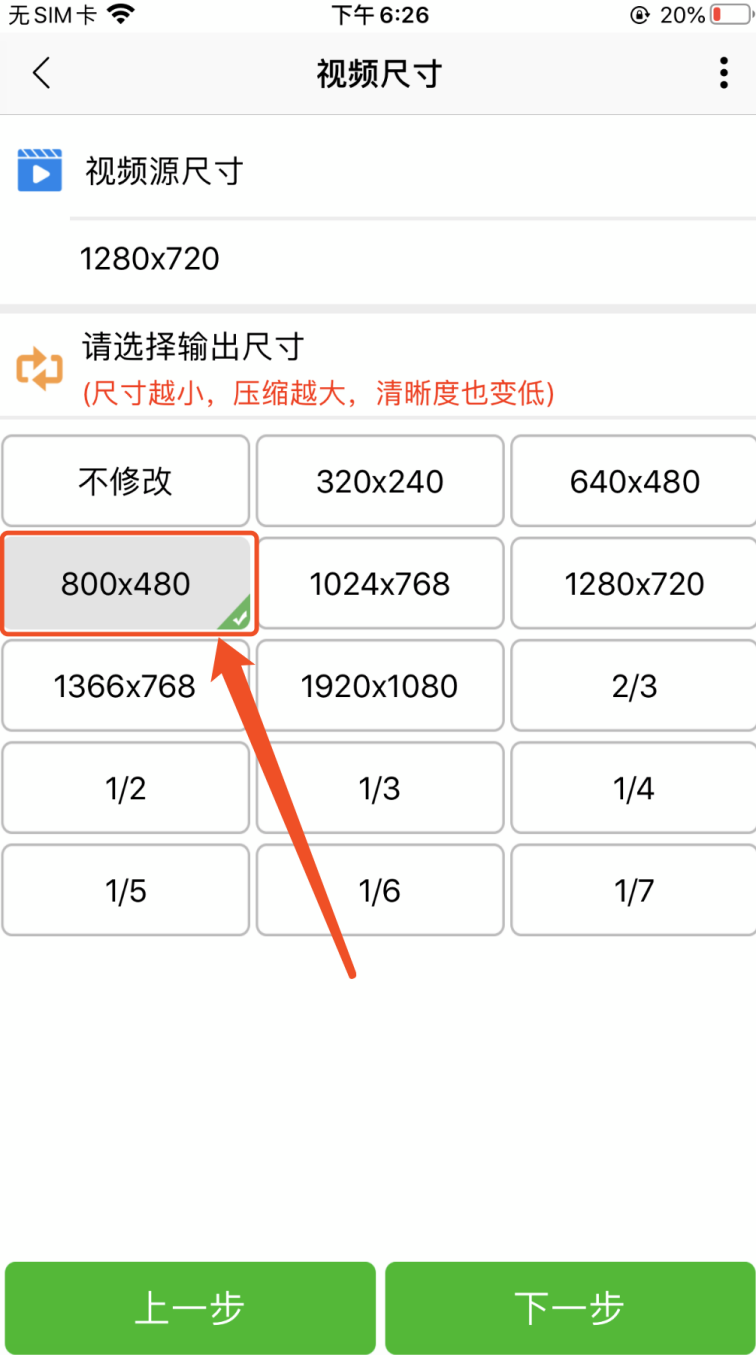 无SIM卡 下午6:26 20%
视频尺寸
视频源尺寸
1280x720
请选择输出尺寸
(尺寸越小，压缩越大，清晰度也变低)
不修改 320x240 640x480
800x480 1024x768 1280x720
1366x768 1920x1080 2/3
1/2 1/3 1/4
1/5 1/6 1/7
上一步 下一步